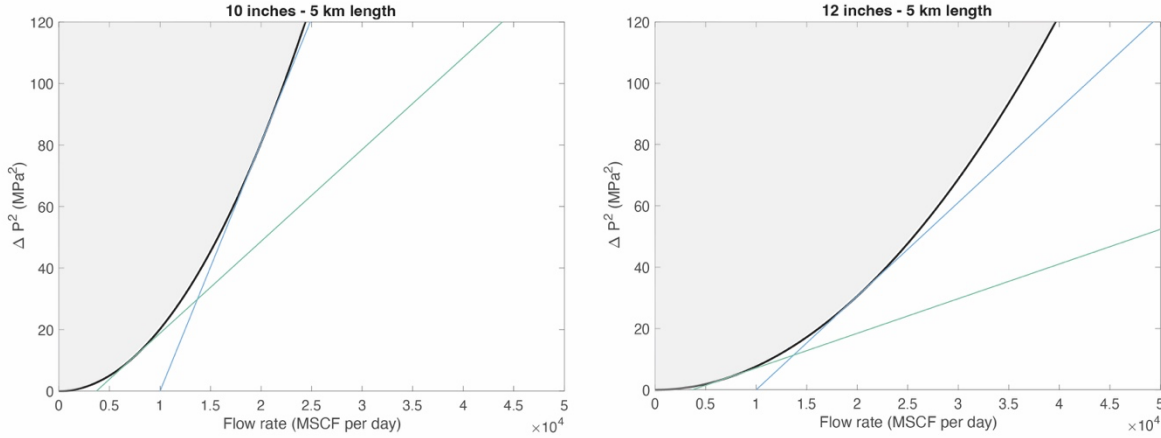 10 inches - 5 km length
120
100
80
60
40
20
0
Δ P² (MPa²)
0 0.5 1 1.5 2 2.5 3 3.5 4 4.5 5
Flow rate (MSCF per day)
×10⁴
12 inches - 5 km length
120
100
80
60
40
20
0
Δ P² (MPa²)
0 0.5 1 1.5 2 2.5 3 3.5 4 4.5 5
Flow rate (MSCF per day)
×10⁴